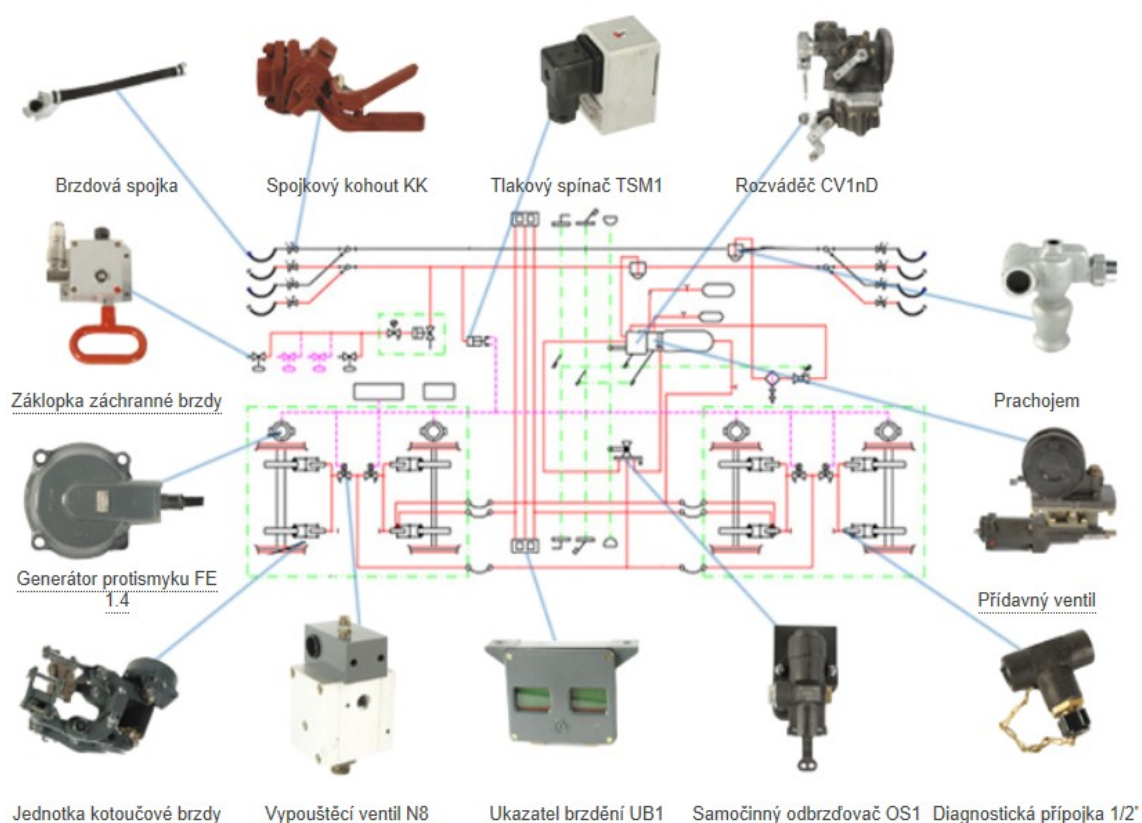 Brzdová spojka
Spojkový kohout KK
Tlakový spínač TSM1
Rozváděč CV1nD
Záklopka záchranné brzdy
Prachojem
Generátor protismyku FE
1.4
Přídavný ventil
Jednotka kotoučové brzdy
Vypouštěcí ventil N8
Ukazatel brzdění UB1
Samočinný odbrzďovač OS1
Diagnostická přípojka 1/2"